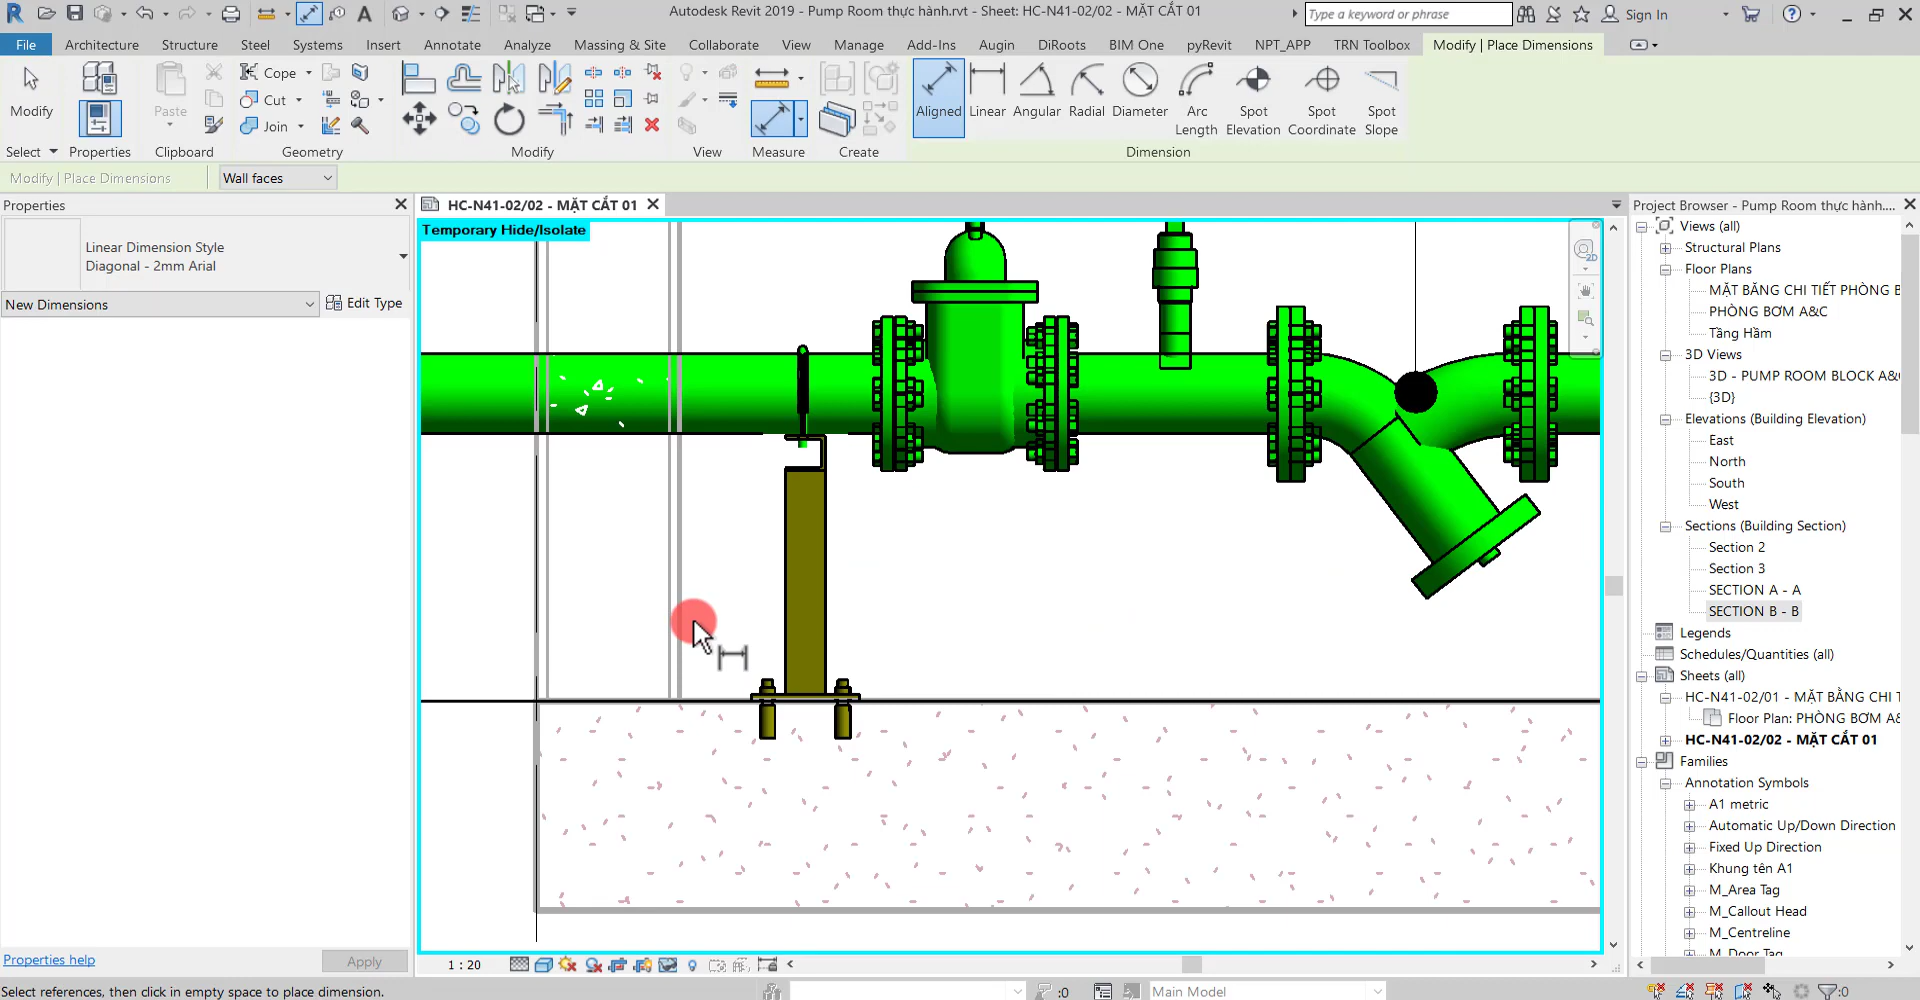 Autodesk Revit 2019 - Pump Room thực hành.rvt - Sheet: HC-N41-02/02 - MẶT CẮT 01
Type a keyword or phrase
Sign In
File Architecture Structure Steel Systems Insert Annotate Analyze Massing & Site Collaborate View Manage Add-Ins Augin DiRoots BIM One pyRevit NPT_APP TRN Toolbox Modify | Place Dimensions
Modify
Paste
Cope
Cut
Join
Aligned Linear Angular Radial Diameter Arc Length Spot Elevation Spot Coordinate Spot Slope
Select Properties Clipboard Geometry Modify View Measure Create Dimension
Modify | Place Dimensions
Wall faces
Properties
HC-N41-02/02 - MẶT CẮT 01
Temporary Hide/Isolate
Linear Dimension Style
Diagonal - 2mm Arial
New Dimensions
Edit Type
2D
Project Browser - Pump Room thực hành....
Views (all)
Structural Plans
Floor Plans
MẶT BẰNG CHI TIẾT PHÒNG B
PHÒNG BƠM A&C
Tầng Hầm
3D Views
3D - PUMP ROOM BLOCK A&
{3D}
Elevations (Building Elevation)
East
North
South
West
Sections (Building Section)
Section 2
Section 3
SECTION A - A
SECTION B - B
Legends
Schedules/Quantities (all)
Sheets (all)
HC-N41-02/01 - MẶT BẰNG CHI T
Floor Plan: PHÒNG BƠM A&
HC-N41-02/02 - MẶT CẮT 01
Families
Annotation Symbols
A1 metric
Automatic Up/Down Direction
Fixed Up Direction
Khung tên A1
M_Area Tag
M_Callout Head
M_Centreline
M_Door Tag
Properties help
Apply
1 : 20
Select references, then click in empty space to place dimension.
:0
Main Model
:0